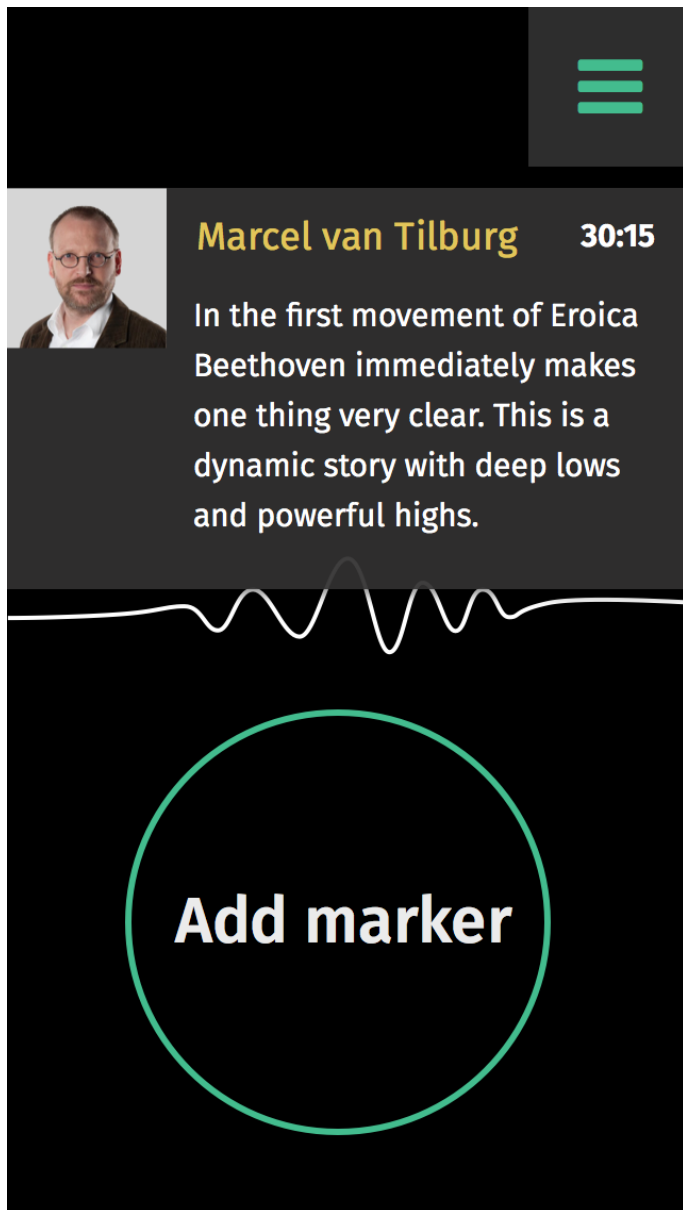 Marcel van Tilburg 30:15
In the first movement of Eroica
Beethoven immediately makes
one thing very clear. This is a
dynamic story with deep lows
and powerful highs.
Add marker